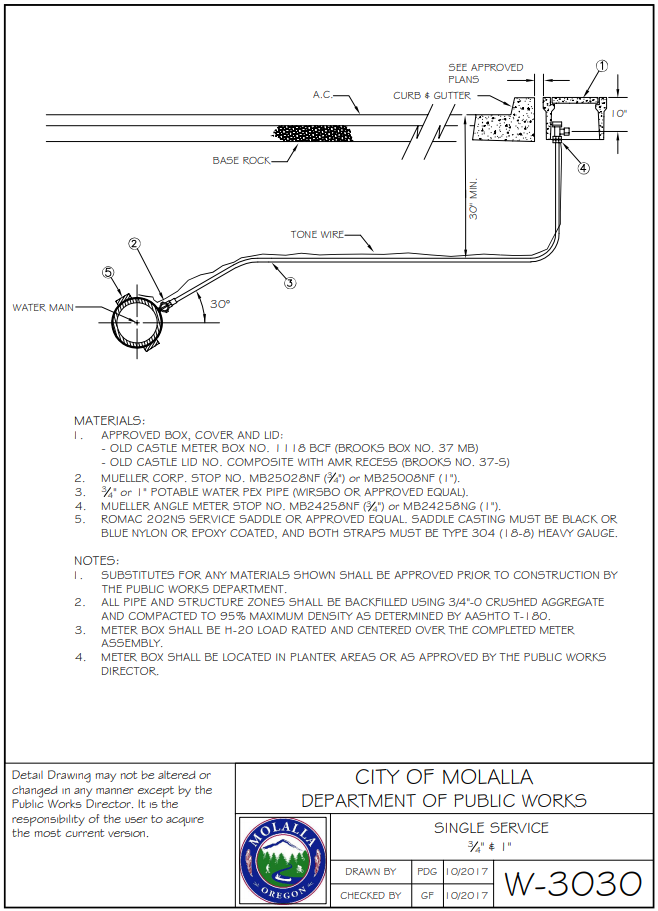 SEE APPROVED
PLANS
1
A.C.
CURB & GUTTER
10"
BASE ROCK
4
30" MIN.
TONE WIRE
2
3
5
30°
WATER MAIN
MATERIALS:
1. APPROVED BOX, COVER AND LID:
- OLD CASTLE METER BOX NO. 1118 BCF (BROOKS BOX NO. 37 MB)
- OLD CASTLE LID NO. COMPOSITE WITH AMR RECESS (BROOKS NO. 37-S)
2. MUELLER CORP. STOP NO. MB25028NF (¾") or MB25008NF (1").
3. ¾" or 1" POTABLE WATER PEX PIPE (WIRSBO OR APPROVED EQUAL).
4. MUELLER ANGLE METER STOP NO. MB24258NF (¾") or MB24258NG (1").
5. ROMAC 202NS SERVICE SADDLE OR APPROVED EQUAL. SADDLE CASTING MUST BE BLACK OR
BLUE NYLON OR EPOXY COATED, AND BOTH STRAPS MUST BE TYPE 304 (18-8) HEAVY GAUGE.
NOTES:
1. SUBSTITUTES FOR ANY MATERIALS SHOWN SHALL BE APPROVED PRIOR TO CONSTRUCTION BY
THE PUBLIC WORKS DEPARTMENT.
2. ALL PIPE AND STRUCTURE ZONES SHALL BE BACKFILLED USING 3/4"-0 CRUSHED AGGREGATE
AND COMPACTED TO 95% MAXIMUM DENSITY AS DETERMINED BY AASHTO T-180.
3. METER BOX SHALL BE H-20 LOAD RATED AND CENTERED OVER THE COMPLETED METER
ASSEMBLY.
4. METER BOX SHALL BE LOCATED IN PLANTER AREAS OR AS APPROVED BY THE PUBLIC WORKS
DIRECTOR.
Detail Drawing may not be altered or
changed in any manner except by the
Public Works Director. It is the
responsibility of the user to acquire
the most current version.
CITY OF MOLALLA
DEPARTMENT OF PUBLIC WORKS
MOLALLA
OREGON
SINGLE SERVICE
¾" & 1"
DRAWN BY PDG 10/2017
CHECKED BY GF 10/2017
W-3030